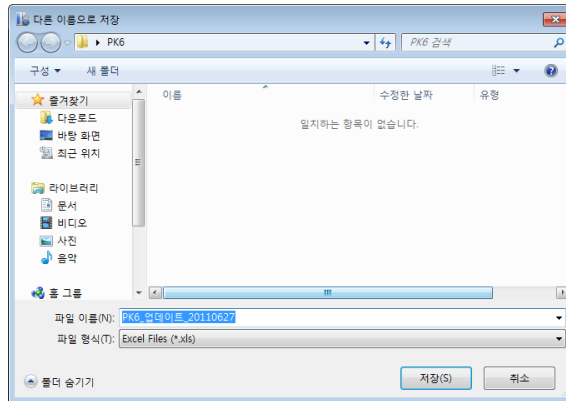 다른 이름으로 저장
PK6
PK6 검색
구성
새 폴더
이름
수정한 날짜
유형
일치하는 항목이 없습니다.
즐겨찾기
다운로드
바탕 화면
최근 위치
라이브러리
문서
비디오
사진
음악
홈 그룹
파일 이름(N): PK6_업데이트_20110627
파일 형식(T): Excel Files (*.xls)
폴더 숨기기
저장(S)
취소